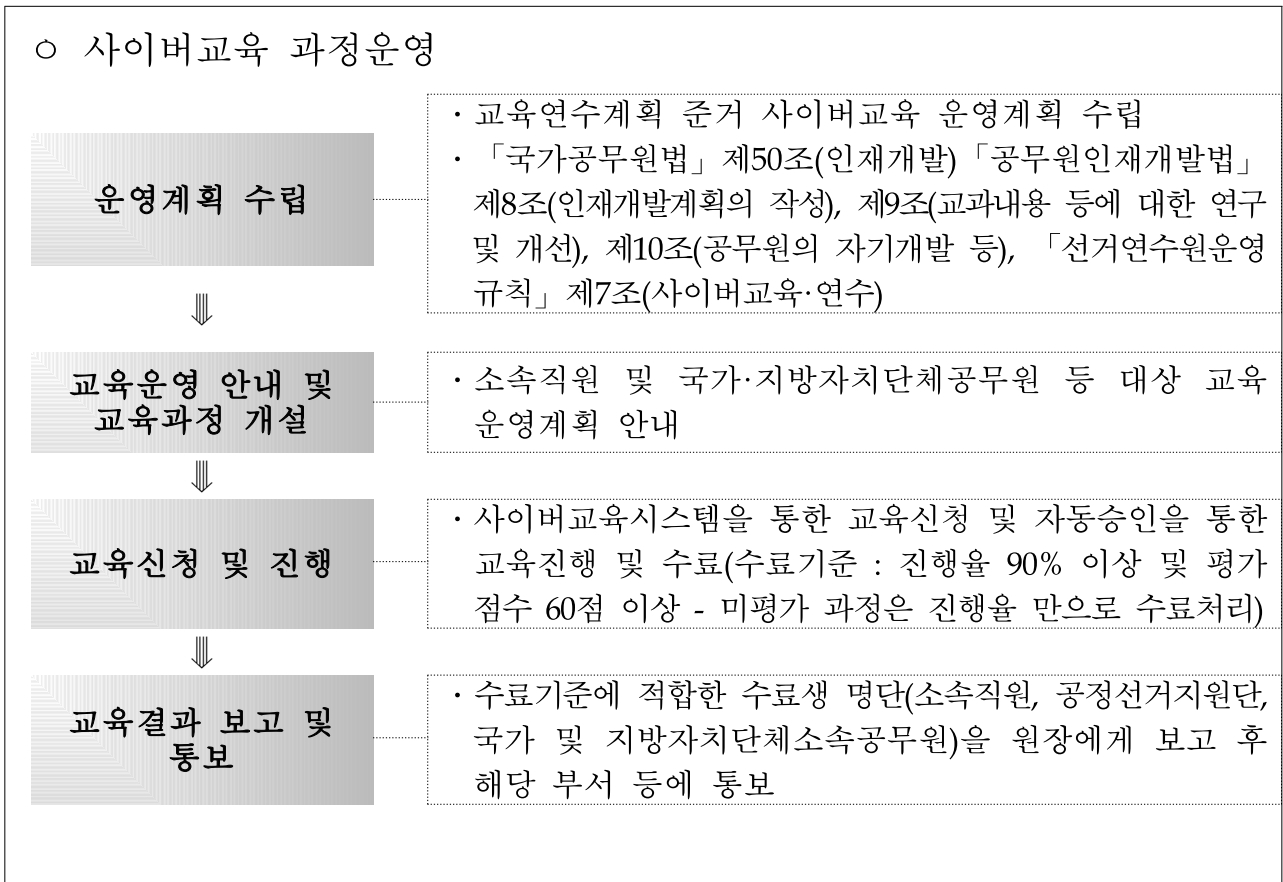 ○ 사이버교육 과정운영
운영계획 수립
· 교육연수계획 준거 사이버교육 운영계획 수립
· 「국가공무원법」제50조(인재개발)「공무원인재개발법」
제8조(인재개발계획의 작성), 제9조(교과내용 등에 대한 연구
및 개선), 제10조(공무원의 자기개발 등), 「선거연수원운영
규칙」제7조(사이버교육·연수)
⇓
교육운영 안내 및
교육과정 개설
· 소속직원 및 국가·지방자치단체공무원 등 대상 교육
운영계획 안내
⇓
교육신청 및 진행
· 사이버교육시스템을 통한 교육신청 및 자동승인을 통한
교육진행 및 수료(수료기준 : 진행율 90% 이상 및 평가
점수 60점 이상 - 미평가 과정은 진행율 만으로 수료처리)
⇓
교육결과 보고 및
통보
· 수료기준에 적합한 수료생 명단(소속직원, 공정선거지원단,
국가 및 지방자치단체소속공무원)을 원장에게 보고 후
해당 부서 등에 통보